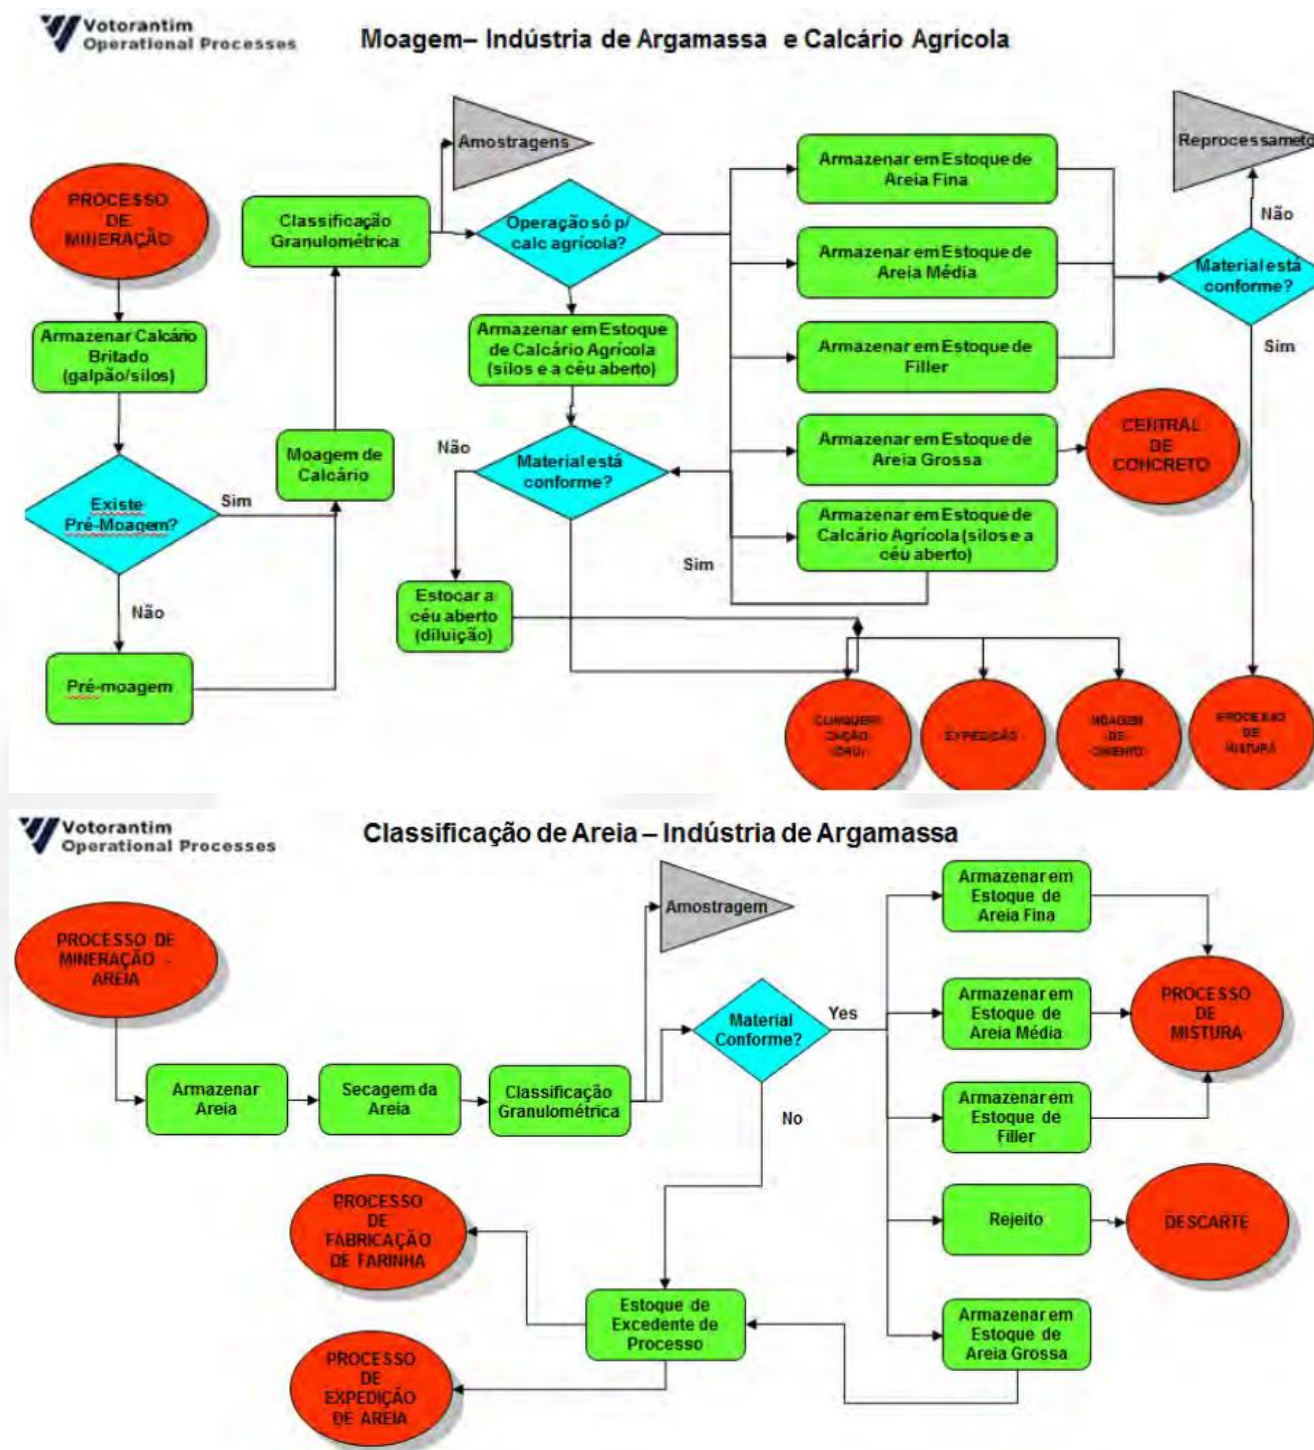 Votorantim
Operational Processes
Moagem– Indústria de Argamassa e Calcário Agrícola
Amostragens
Reprocessameto
PROCESSO
DE
MINERAÇÃO
Classificação
Granulométrica
Operação só p/
calc agrícola?
Armazenar em Estoque de
Areia Fina
Não
Armazenar em Estoque de
Areia Média
Material está
conforme?
Armazenar Calcário
Britado
(galpão/silos)
Armazenar em Estoque
de Calcário Agrícola
(silos e a céu aberto)
Armazenar em Estoque de
Filler
Sim
Moagem de
Calcário
Não
Material está
conforme?
Armazenar em Estoque de
Areia Grossa
CENTRAL
DE
CONCRETO
Existe
Pré-Moagem?
Sim
Armazenar em Estoque de
Calcário Agrícola (silos e a
céu aberto)
Sim
Não
Estocar a
céu aberto
(diluição)
Pré-moagem
EXPEDIÇÃO
MOAGEM
DE
CIMENTO
PROCESSO
DE
MISTURA
Votorantim
Operational Processes
Classificação de Areia – Indústria de Argamassa
Amostragem
Armazenar em
Estoque de
Areia Fina
PROCESSO DE
MINERAÇÃO -
AREIA
Material
Conforme?
Yes
Armazenar em
Estoque de
Areia Média
PROCESSO
DE
MISTURA
Armazenar
Areia
Secagem da
Areia
Classificação
Granulométrica
No
Armazenar em
Estoque de
Filler
PROCESSO
DE
FABRICAÇÃO
DE FARINHA
Rejeito
DESCARTE
Estoque de
Excedente de
Processo
Armazenar em
Estoque de
Areia Grossa
PROCESSO
DE
EXPEDIÇÃO
DE AREIA